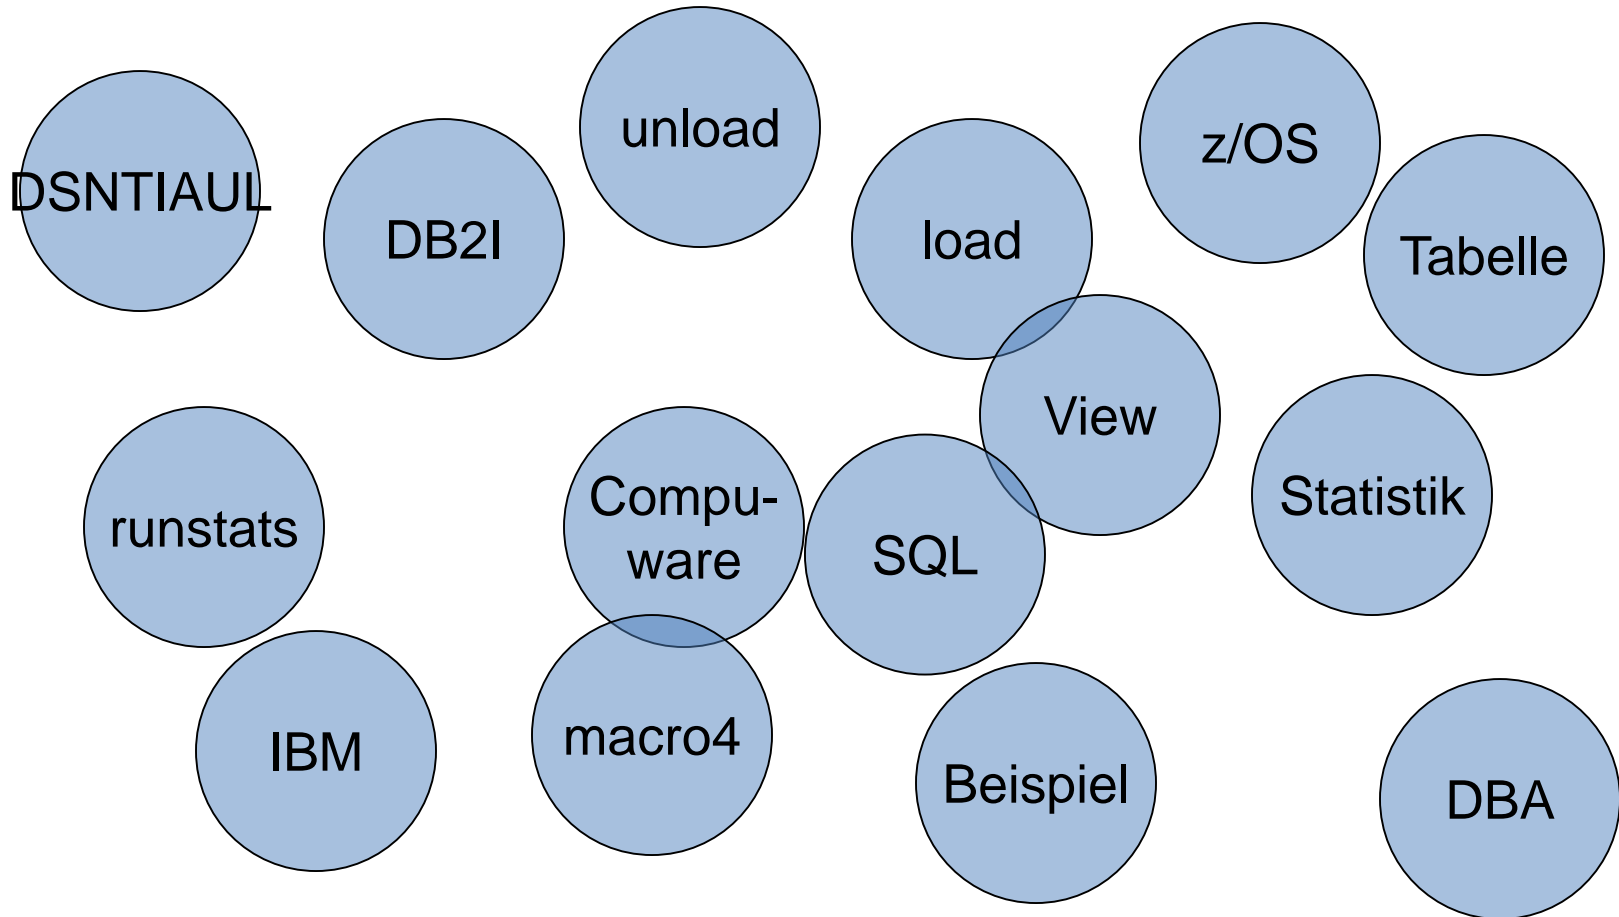 unload
z/OS
DSNTIAUL
DB2I
load
Tabelle
View
Statistik
Compu-
ware
runstats
SQL
IBM
macro4
Beispiel
DBA